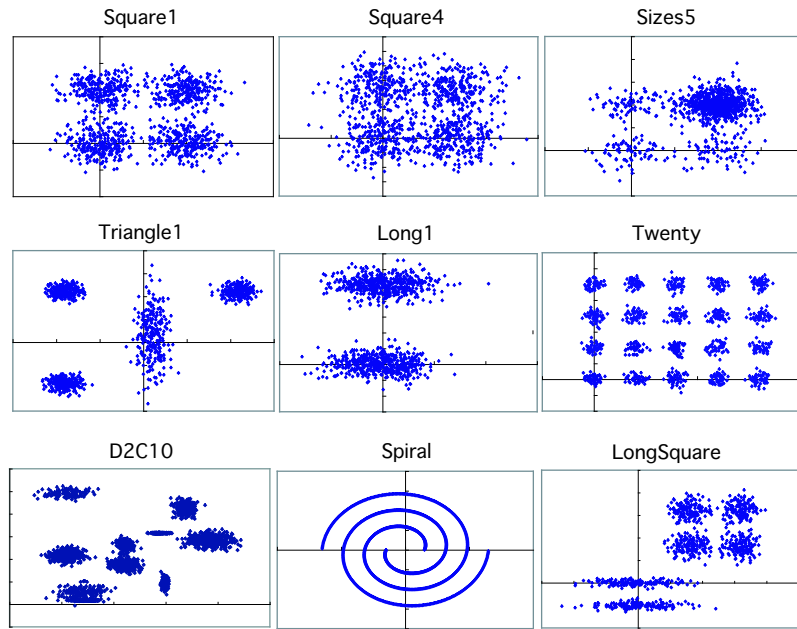 Square1
Square4
Sizes5
Triangle1
Long1
Twenty
D2C10
Spiral
LongSquare